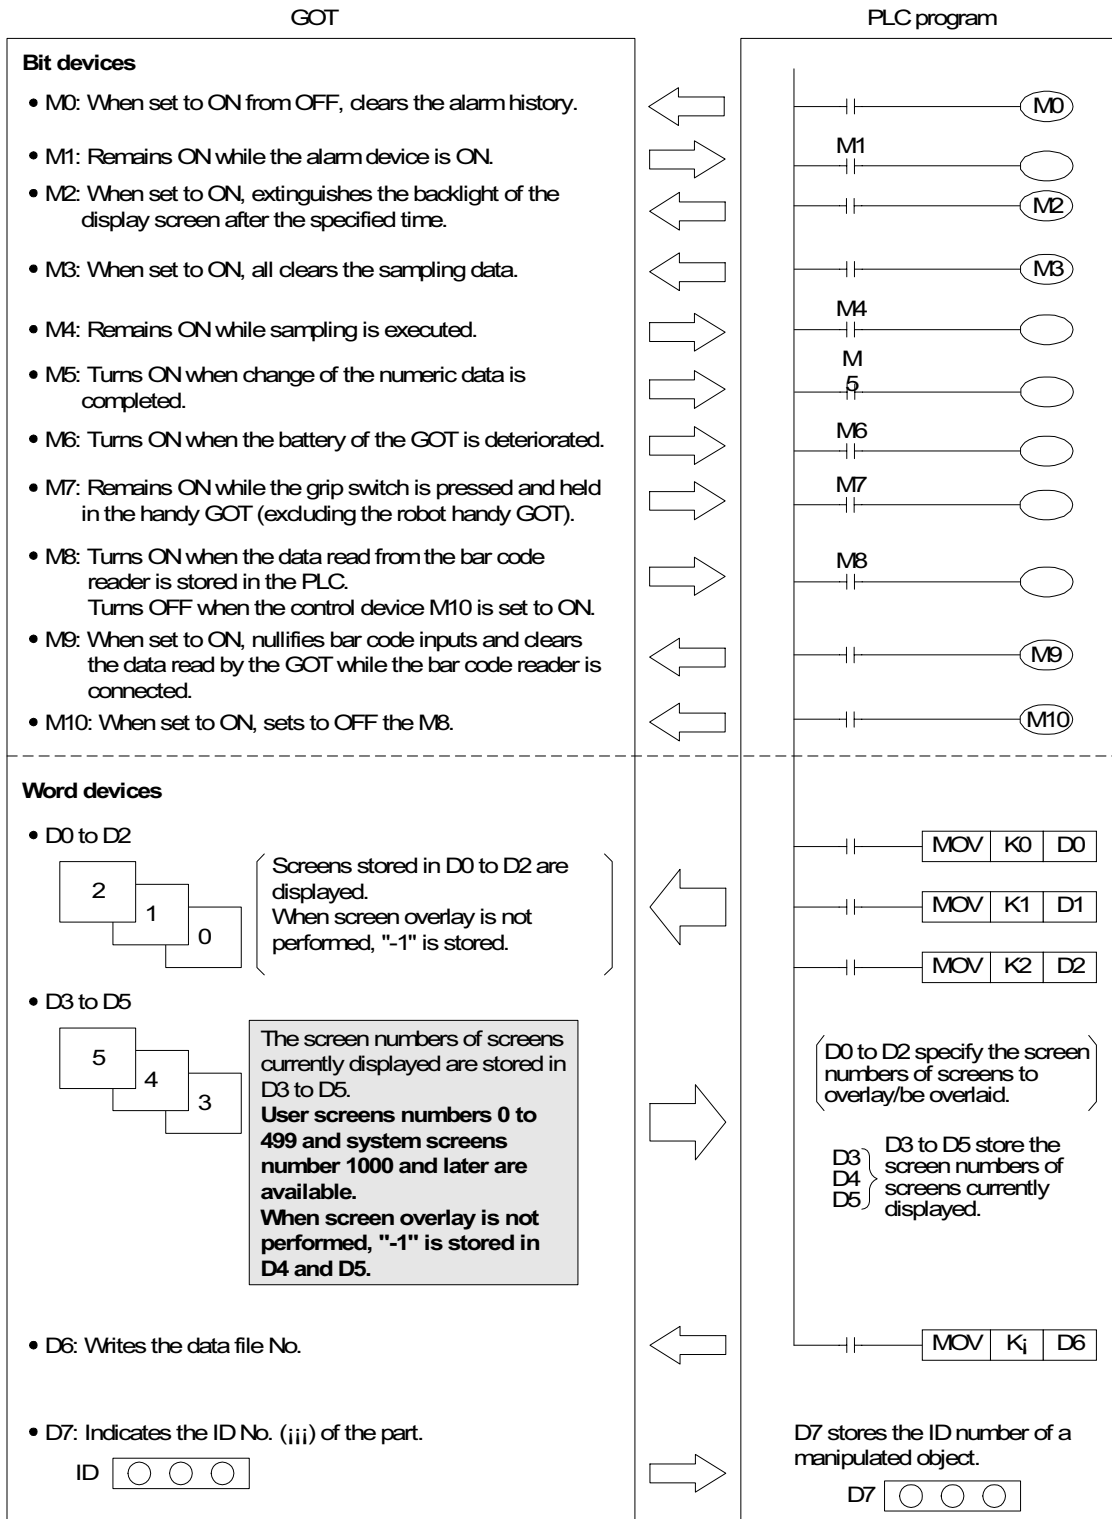 GOT
PLC program
Bit devices
• M0: When set to ON from OFF, clears the alarm history.
M0
• M1: Remains ON while the alarm device is ON.
M1
• M2: When set to ON, extinguishes the backlight of the
display screen after the specified time.
M2
• M3: When set to ON, all clears the sampling data.
M3
• M4: Remains ON while sampling is executed.
M4
• M5: Turns ON when change of the numeric data is
completed.
M
5
• M6: Turns ON when the battery of the GOT is deteriorated.
M6
• M7: Remains ON while the grip switch is pressed and held
in the handy GOT (excluding the robot handy GOT).
M7
• M8: Turns ON when the data read from the bar code
reader is stored in the PLC.
Turns OFF when the control device M10 is set to ON.
M8
• M9: When set to ON, nullifies bar code inputs and clears
the data read by the GOT while the bar code reader is
connected.
M9
• M10: When set to ON, sets to OFF the M8.
M10
Word devices
• D0 to D2
2
1
0
Screens stored in D0 to D2 are
displayed.
When screen overlay is not
performed, "-1" is stored.
MOV K0 D0
MOV K1 D1
MOV K2 D2
• D3 to D5
5
4
3
The screen numbers of screens
currently displayed are stored in
D3 to D5.
User screens numbers 0 to
499 and system screens
number 1000 and later are
available.
When screen overlay is not
performed, "-1" is stored in
D4 and D5.
D0 to D2 specify the screen
numbers of screens to
overlay/be overlaid.
D3
D4
D5
D3 to D5 store the
screen numbers of
screens currently
displayed.
• D6: Writes the data file No.
MOV K¡ D6
• D7: Indicates the ID No. (¡¡¡) of the part.
ID ○ ○ ○
D7 stores the ID number of a
manipulated object.
D7 ○ ○ ○